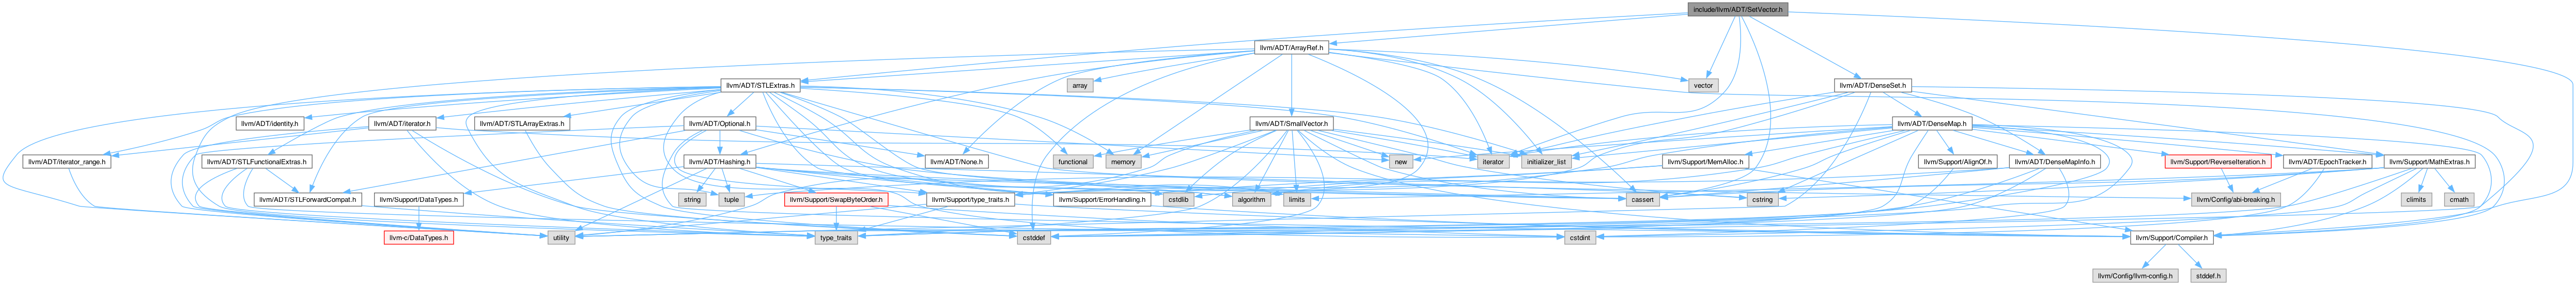 include/llvm/ADT/SetVector.h
llvm/ADT/ArrayRef.h
llvm/ADT/STLExtras.h
array
vector
llvm/ADT/DenseSet.h
llvm/ADT/identity.h
llvm/ADT/iterator.h
llvm/ADT/STLArrayExtras.h
llvm/ADT/Optional.h
llvm/ADT/SmallVector.h
llvm/ADT/DenseMap.h
llvm/ADT/iterator_range.h
llvm/ADT/STLFunctionalExtras.h
llvm/ADT/Hashing.h
llvm/ADT/None.h
functional
memory
new
iterator
initializer_list
llvm/Support/MemAlloc.h
llvm/Support/AlignOf.h
llvm/ADT/DenseMapInfo.h
llvm/Support/ReverseIteration.h
llvm/ADT/EpochTracker.h
llvm/Support/MathExtras.h
llvm/ADT/STLForwardCompat.h
llvm/Support/DataTypes.h
string
tuple
llvm/Support/SwapByteOrder.h
llvm/Support/type_traits.h
llvm/Support/ErrorHandling.h
cstdlib
algorithm
limits
cassert
cstring
llvm/Config/abi-breaking.h
climits
cmath
llvm-c/DataTypes.h
utility
type_traits
cstddef
cstdint
llvm/Support/Compiler.h
llvm/Config/llvm-config.h
stddef.h